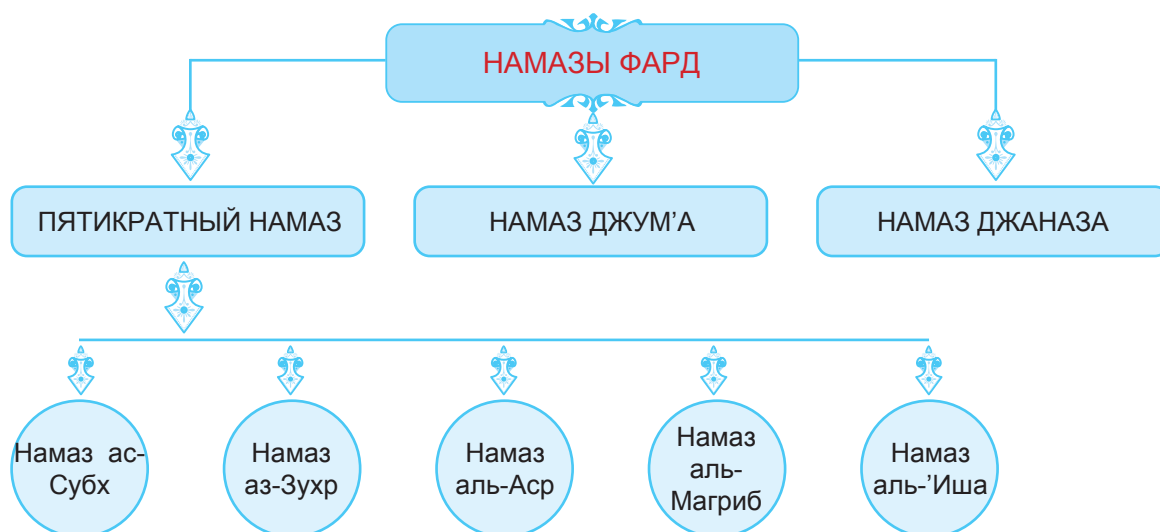 НАМАЗЫ ФАРД
ПЯТИКРАТНЫЙ НАМАЗ
НАМАЗ ДЖУМ’А
НАМАЗ ДЖАНАЗА
Намаз ас-
Субх
Намаз
аз-Зухр
Намаз
аль-Аср
Намаз
аль-
Магриб
Намаз
аль-’Иша